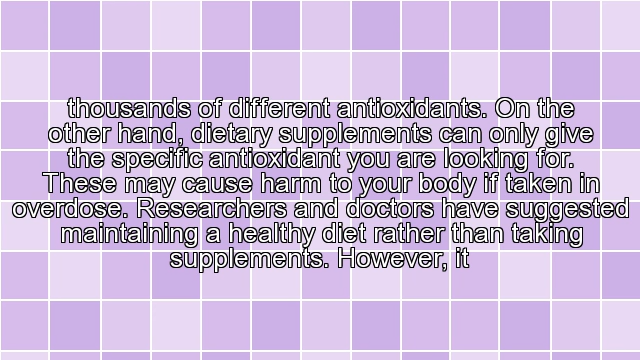 thousands of different antioxidants. On the
other hand, dietary supplements can only give
the specific antioxidant you are looking for.
These may cause harm to your body if taken in
overdose. Researchers and doctors have suggested
maintaining a healthy diet rather than taking
supplements. However, it